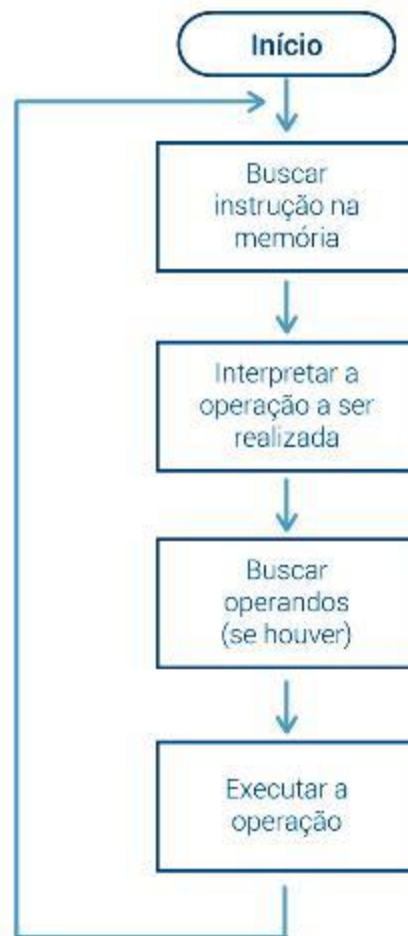 Início
Buscar
instrução na
memória
Interpretar a
operação a ser
realizada
Buscar
operandos
(se houver)
Executar a
operação